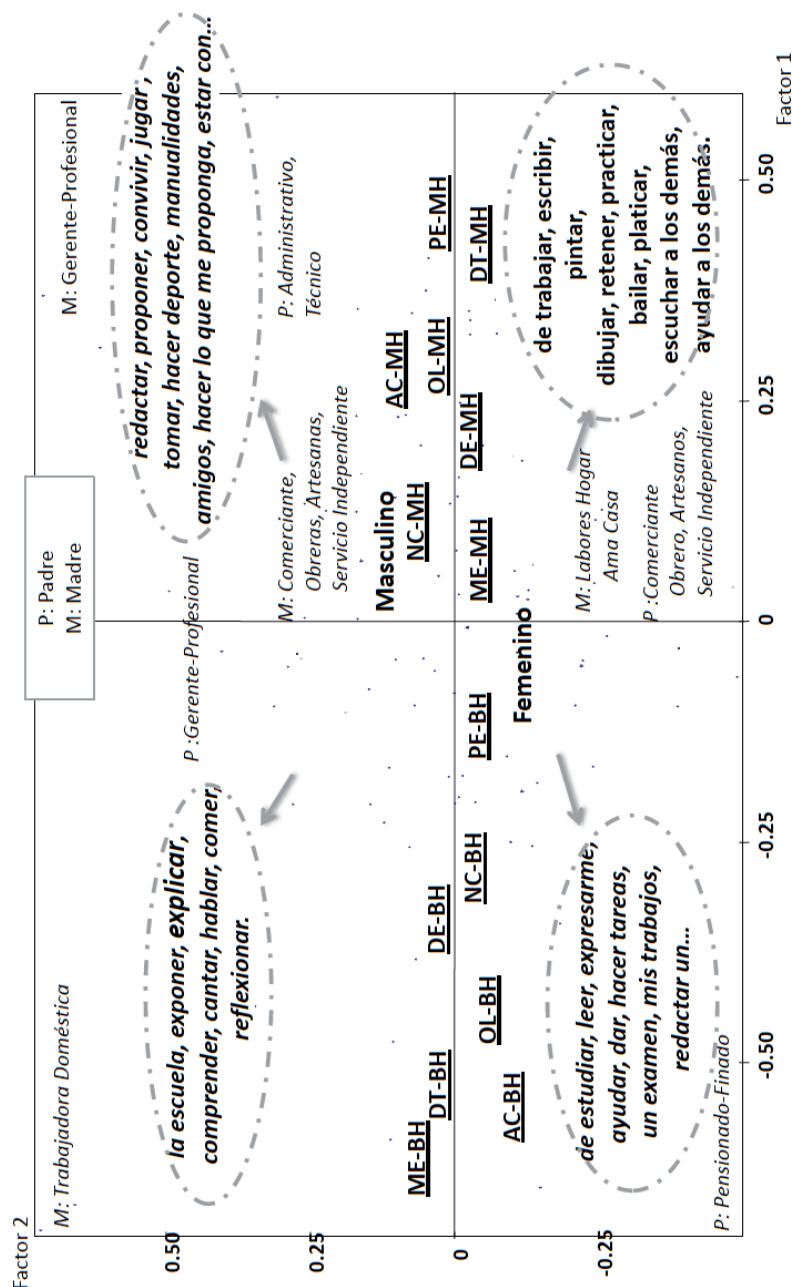 Factor 2
P: Padre
M: Madre
M: Trabajadora Doméstica
M: Gerente-Profesional
la escuela, exponer, explicar,
comprender, cantar, hablar, comer,
reflexionar.
redactar, proponer, convivir, jugar ,
tomar, hacer deporte, manualidades,
amigos, hacer lo que me proponga, estar con...
0.50
P :Gerente-Profesional
M: Comerciante,
Obreras, Artesanas,
Servicio Independiente
P: Administrativo,
Técnico
0.25
Masculino
ME-BH
DT-BH
DE-BH
NC-MH
AC-MH
OL-MH
PE-MH
0
AC-BH
OL-BH
NC-BH
PE-BH
ME-MH
DE-MH
DT-MH
Femenino
-0.25
de estudiar, leer, expresarme,
ayudar, dar, hacer tareas,
un examen, mis trabajos,
redactar un...
M: Labores Hogar
Ama Casa
P :Comerciante
Obrero, Artesanos,
Servicio Independiente
de trabajar, escribir,
pintar,
dibujar, retener, practicar,
bailar, platicar,
escuchar a los demás,
ayudar a los demás.
P: Pensionado-Finado
-0.50
-0.25
0
0.25
0.50
Factor 1